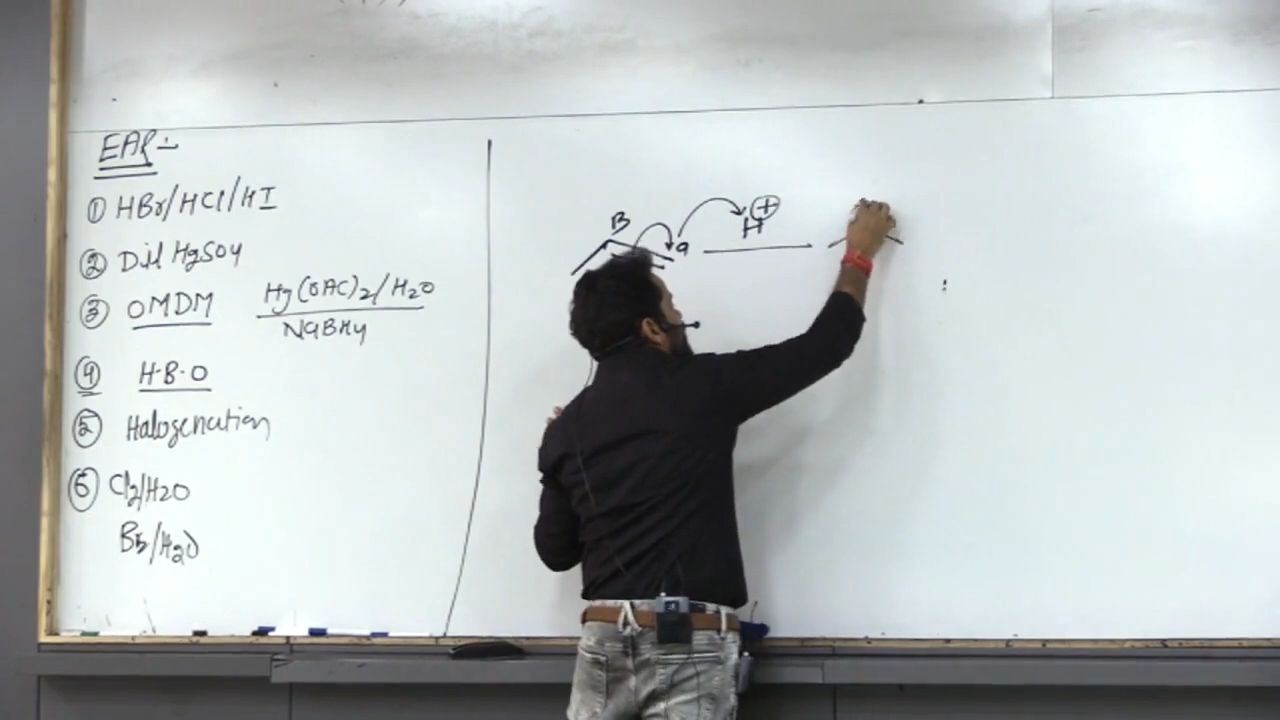 EAR :-
① HBr/HCl/HI
② Dil HgSO4
③ OMDM Hg(OAC)2/H2O
NaBH4
④ H-B-O
⑤ Halogenation
⑥ Cl2/H2O
Br2/H2O
B a H⊕